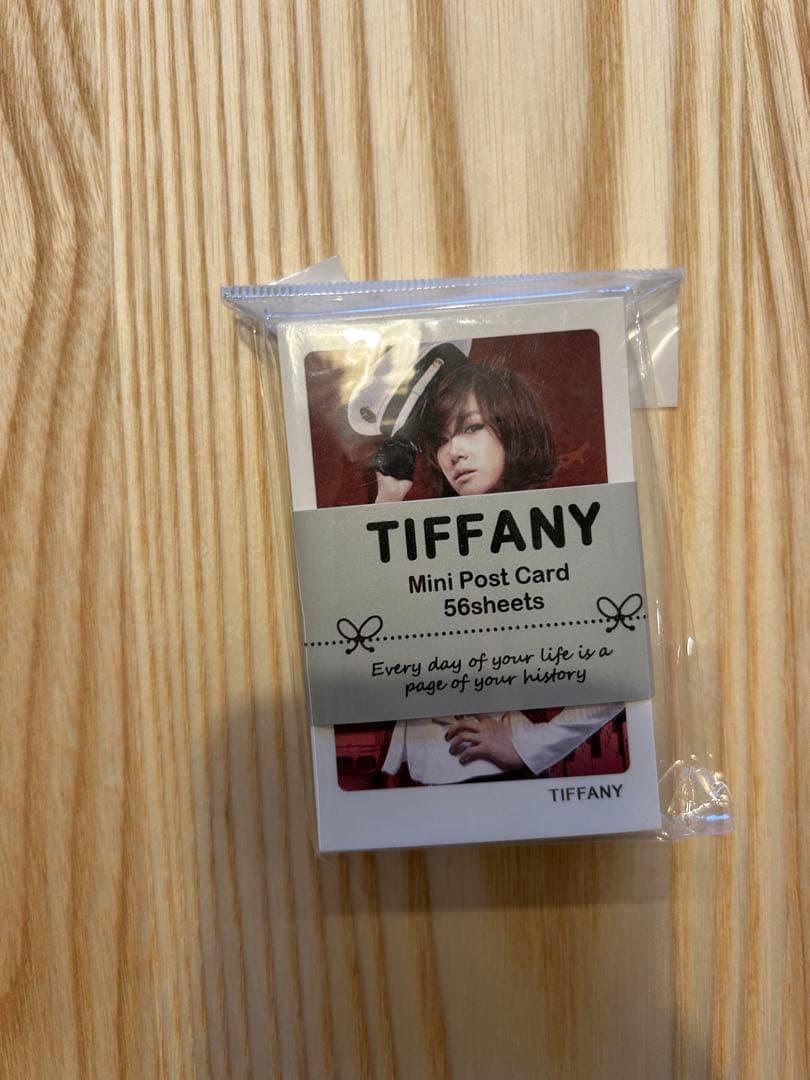 TIFFANY
Mini Post Card
56sheets
Every day of your life is a
page of your history
TIFFANY